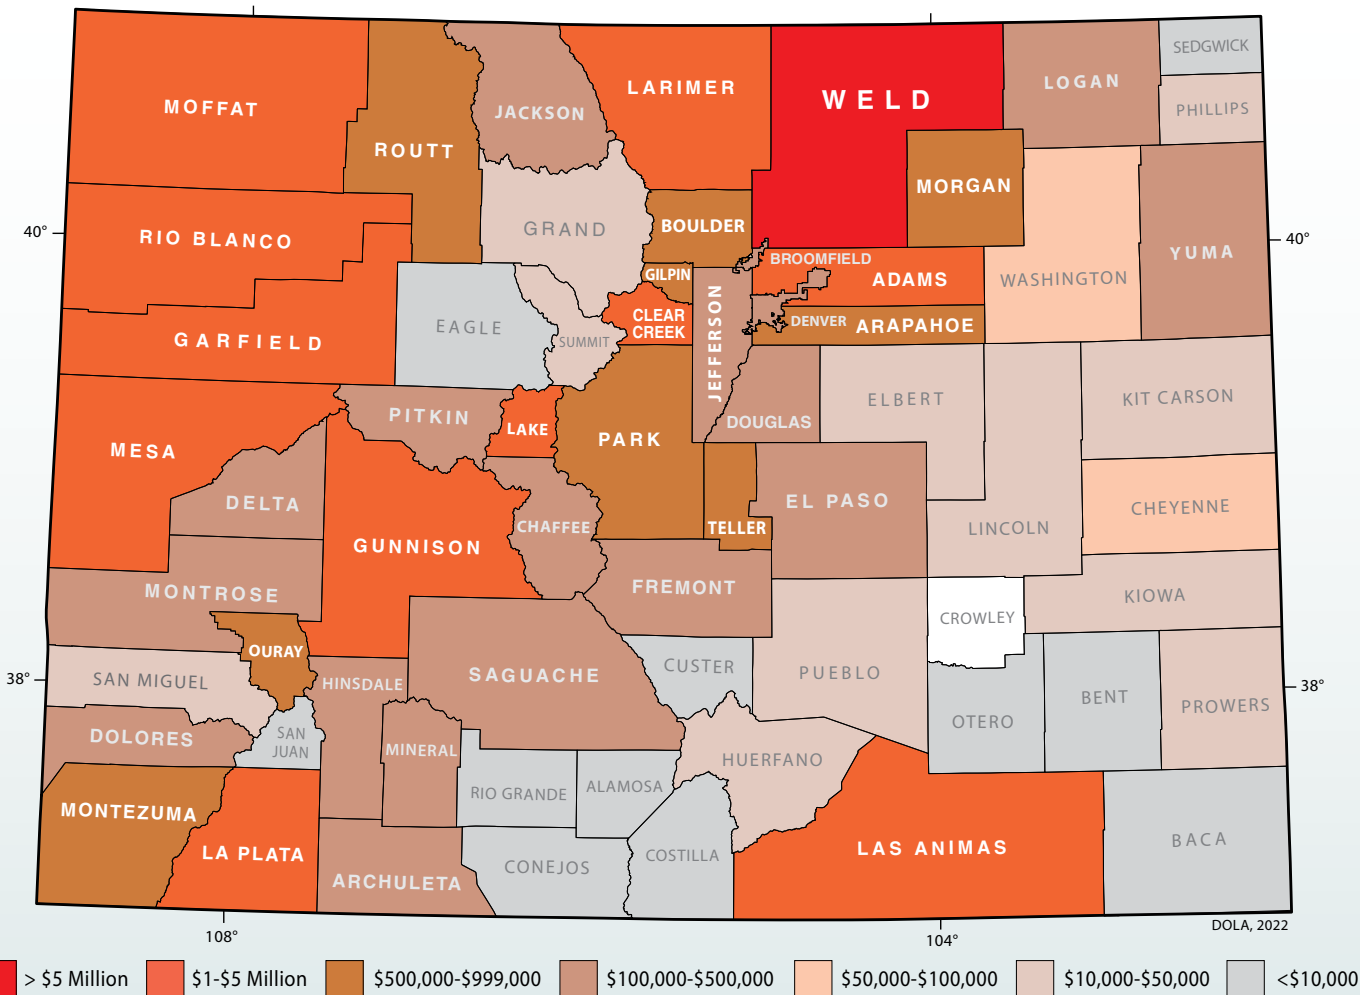 SEDGWICK
MOFFAT
LARIMER
WELD
LOGAN
PHILLIPS
JACKSON
ROUTT
MORGAN
40°
RIO BLANCO
GRAND
BOULDER
40°
YUMA
BROOMFIELD
GILPIN
ADAMS
WASHINGTON
GARFIELD
EAGLE
SUMMIT
CLEAR
CREEK
JEFFERSON
DENVER
ARAPAHOE
PITKIN
LAKE
PARK
DOUGLAS
ELBERT
KIT CARSON
MESA
DELTA
GUNNISON
CHAFFEE
TELLER
EL PASO
LINCOLN
CHEYENNE
MONTROSE
FREMONT
CROWLEY
KIOWA
OURAY
38°
SAN MIGUEL
HINSDALE
SAGUACHE
CUSTER
PUEBLO
38°
OTERO
BENT
PROWERS
DOLORES
SAN
JUAN
MINERAL
RIO GRANDE
ALAMOSA
HUERFANO
MONTEZUMA
LA PLATA
ARCHULETA
CONEJOS
COSTILLA
LAS ANIMAS
BACA
108°
104°
DOLA, 2022
> $5 Million
$1-$5 Million
$500,000-$999,000
$100,000-$500,000
$50,000-$100,000
$10,000-$50,000
<$10,000